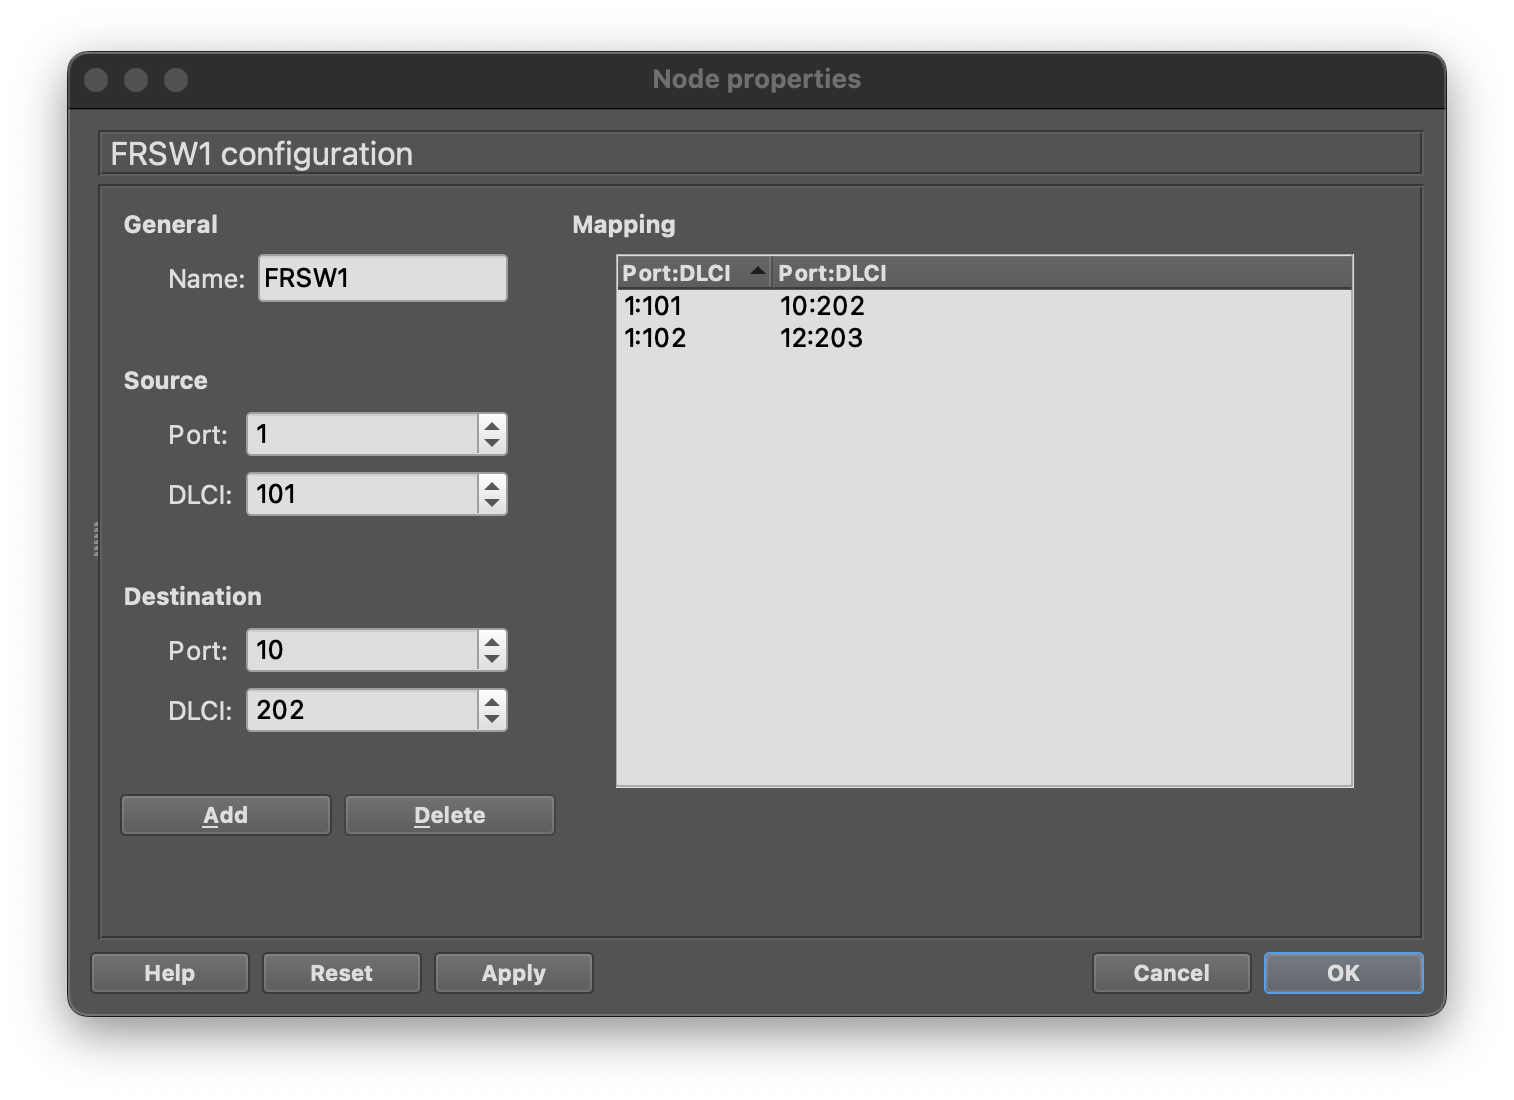 Node properties
FRSW1 configuration
General
Name: FRSW1
Source
Port: 1
DLCI: 101
Destination
Port: 10
DLCI: 202
Add Delete
Mapping
Port:DLCI Port:DLCI
1:101 10:202
1:102 12:203
Help Reset Apply Cancel OK